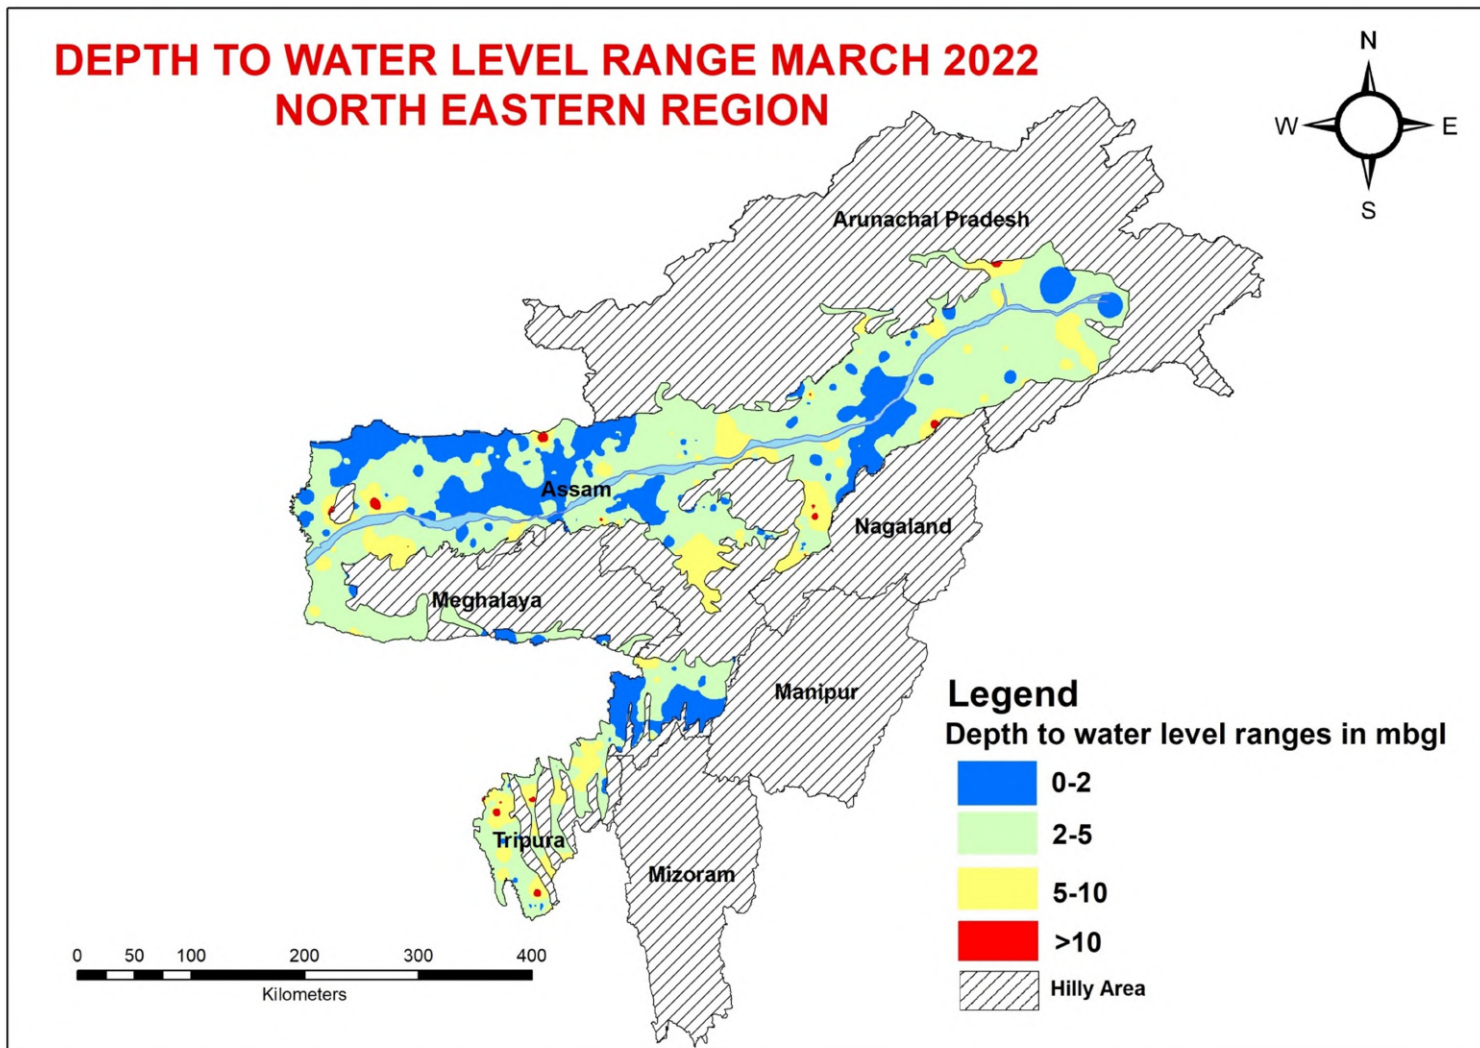 DEPTH TO WATER LEVEL RANGE MARCH 2022
NORTH EASTERN REGION
N
W
E
S
Arunachal Pradesh
Assam
Nagaland
Meghalaya
Manipur
Tripura
Mizoram
Legend
Depth to water level ranges in mbgl
0-2
2-5
5-10
>10
Hilly Area
0 50 100 200 300 400
Kilometers